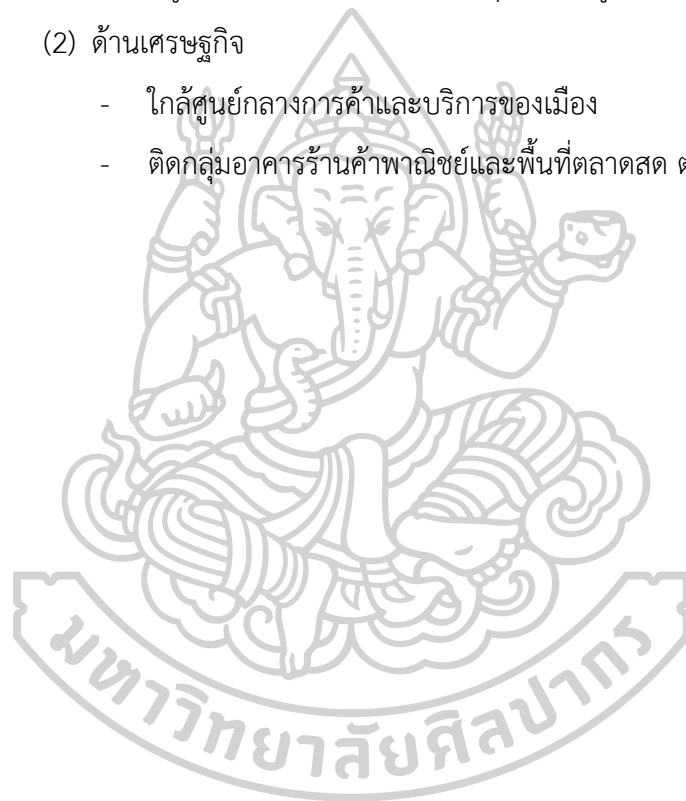 (2) ด้านเศรษฐกิจ
- ใกล้ศูนย์กลางการค้าและบริการของเมือง
- ติดกลุ่มอาคารร้านค้าพาณิชย์และพื้นที่ตลาดสด
มหาวิทยาลัยศิลปากร